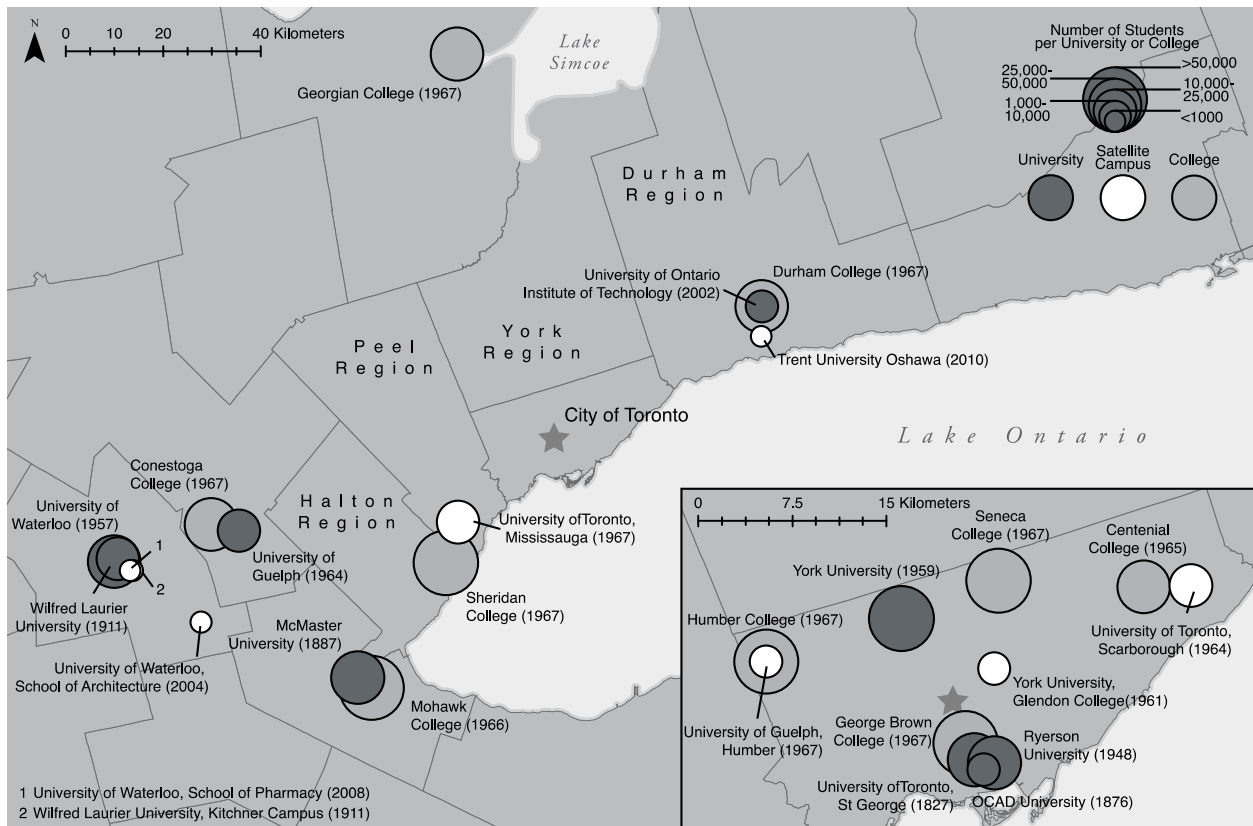 N
0 10 20 40 Kilometers
Lake
Simcoe
Georgian College (1967)
Number of Students
per University or College
25,000-
50,000
1,000-
10,000
>50,000
10,000-
25,000
<1000
University
Satellite
Campus
College
Durham
Region
University of Ontario
Institute of Technology (2002)
Durham College (1967)
Trent University Oshawa (2010)
York
Region
Peel
Region
City of Toronto
Lake Ontario
Halton
Region
Conestoga
College (1967)
University of
Waterloo (1957)
1
2
University of
Guelph (1964)
Wilfred Laurier
University (1911)
University of Waterloo,
School of Architecture (2004)
University ofToronto,
Mississauga (1967)
Sheridan
College (1967)
McMaster
University (1887)
Mohawk
College (1966)
1 University of Waterloo, School of Pharmacy (2008)
2 Wilfred Laurier University, Kitchner Campus (1911)
0 7.5 15 Kilometers
Seneca
College (1967)
Centenial
College (1965)
York University (1959)
Humber College (1967)
University of Toronto,
Scarborough (1964)
York University,
Glendon College(1961)
University of Guelph,
Humber (1967)
George Brown
College (1967)
Ryerson
University (1948)
University ofToronto,
St George (1827)
OCAD University (1876)